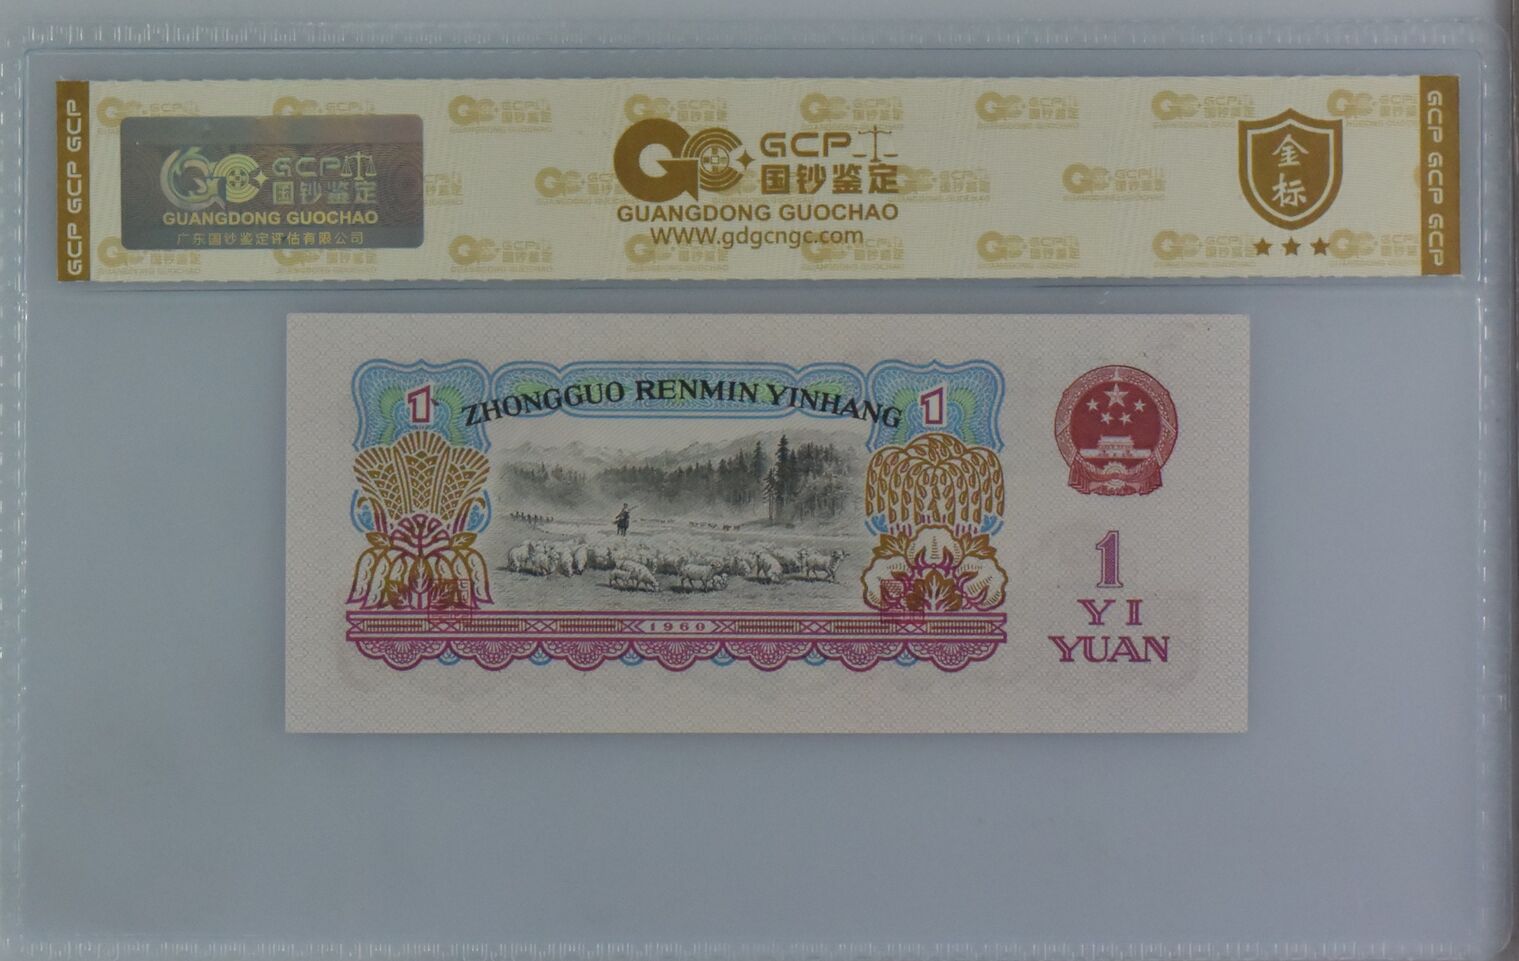 GCP GCP GCP
GCP
国钞鉴定
GUANGDONG GUOCHAO
广东国钞鉴定评估有限公司
GCP
国钞鉴定
GUANGDONG GUOCHAO
www.gdgcngc.com
金标
GCP GCP GCP
1
ZHONGGUO RENMIN YINHANG
1
1960
1
YI
YUAN